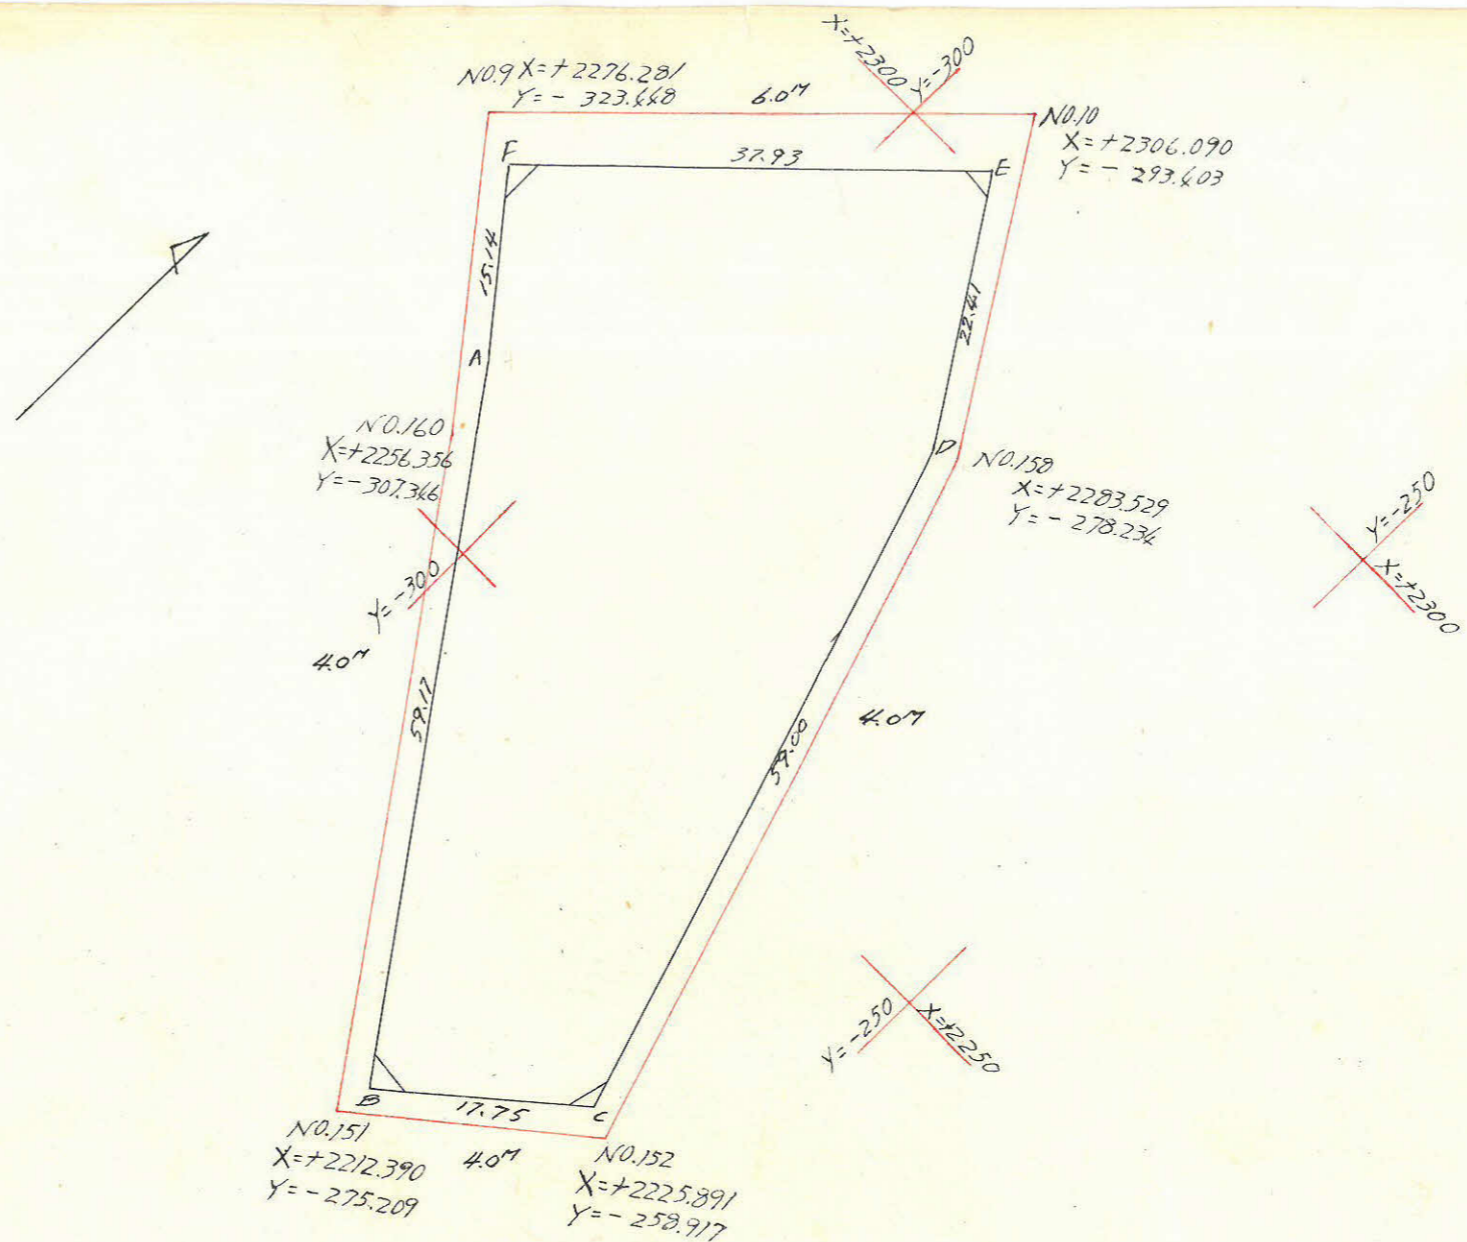 X=+2300
Y=-300
NO.9 X=+2276.281
Y=- 323.448
6.0M
NO.10
X=+2306.090
Y=- 293.403
F
37.93
E
15.14
22.41
A
NO.160
X=+2256.356
Y=-307.346
D
NO.158
X=+2283.529
Y=- 278.234
Y=-250
X=+2300
Y=-300
4.0M
59.17
4.0M
59.00
Y=-250
X=+2250
B
17.75
C
NO.151
X=+2212.390
Y=-275.209
4.0M
NO.152
X=+2225.891
Y=- 258.917